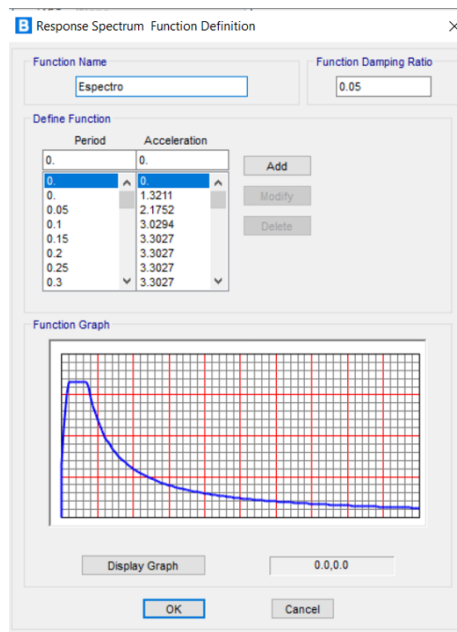 B Response Spectrum Function Definition
Function Name
Function Damping Ratio
Espectro
0.05
Define Function
Period Acceleration
0. 0.
Add
0. 0.
0. 1.3211
Modify
0.05 2.1752
0.1 3.0294
Delete
0.15 3.3027
0.2 3.3027
0.25 3.3027
0.3 3.3027
Function Graph
Display Graph
0.0,0.0
OK
Cancel